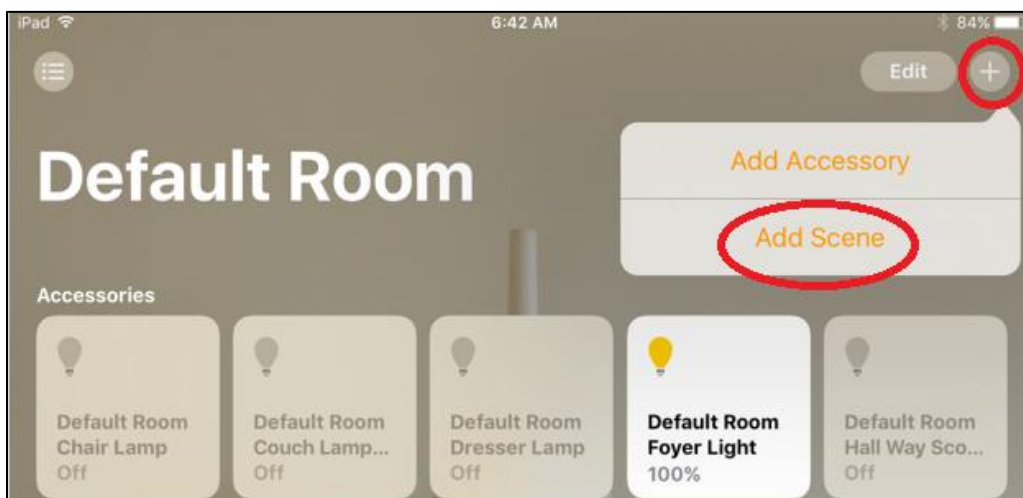 iPad 6:42 AM 84%
Edit +
Default Room
Add Accessory
Add Scene
Accessories
Default Room
Chair Lamp
Off
Default Room
Couch Lamp...
Off
Default Room
Dresser Lamp
Off
Default Room
Foyer Light
100%
Default Room
Hall Way Sco...
Off